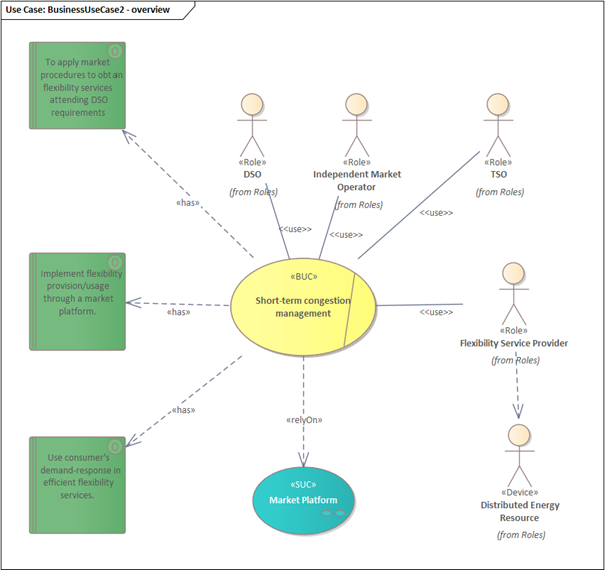 Use Case: BusinessUseCase2 - overview
To apply market
procedures to obtain
flexibility services
attending DSO
requirements
«Role»
DSO
(from Roles)
«Role»
Independent Market
Operator
(from Roles)
«Role»
TSO
(from Roles)
«has»
<<use>>
<<use>>
<<use>>
Implement flexibility
provision/usage
through a market
platform.
«has»
«BUC»
Short-term congestion
management
<<use>>
«Role»
Flexibility Service Provider
(from Roles)
«has»
«relyOn»
Use consumer's
demand-response in
efficient flexibility
services.
«SUC»
Market Platform
«Device»
Distributed Energy
Resource
(from Roles)